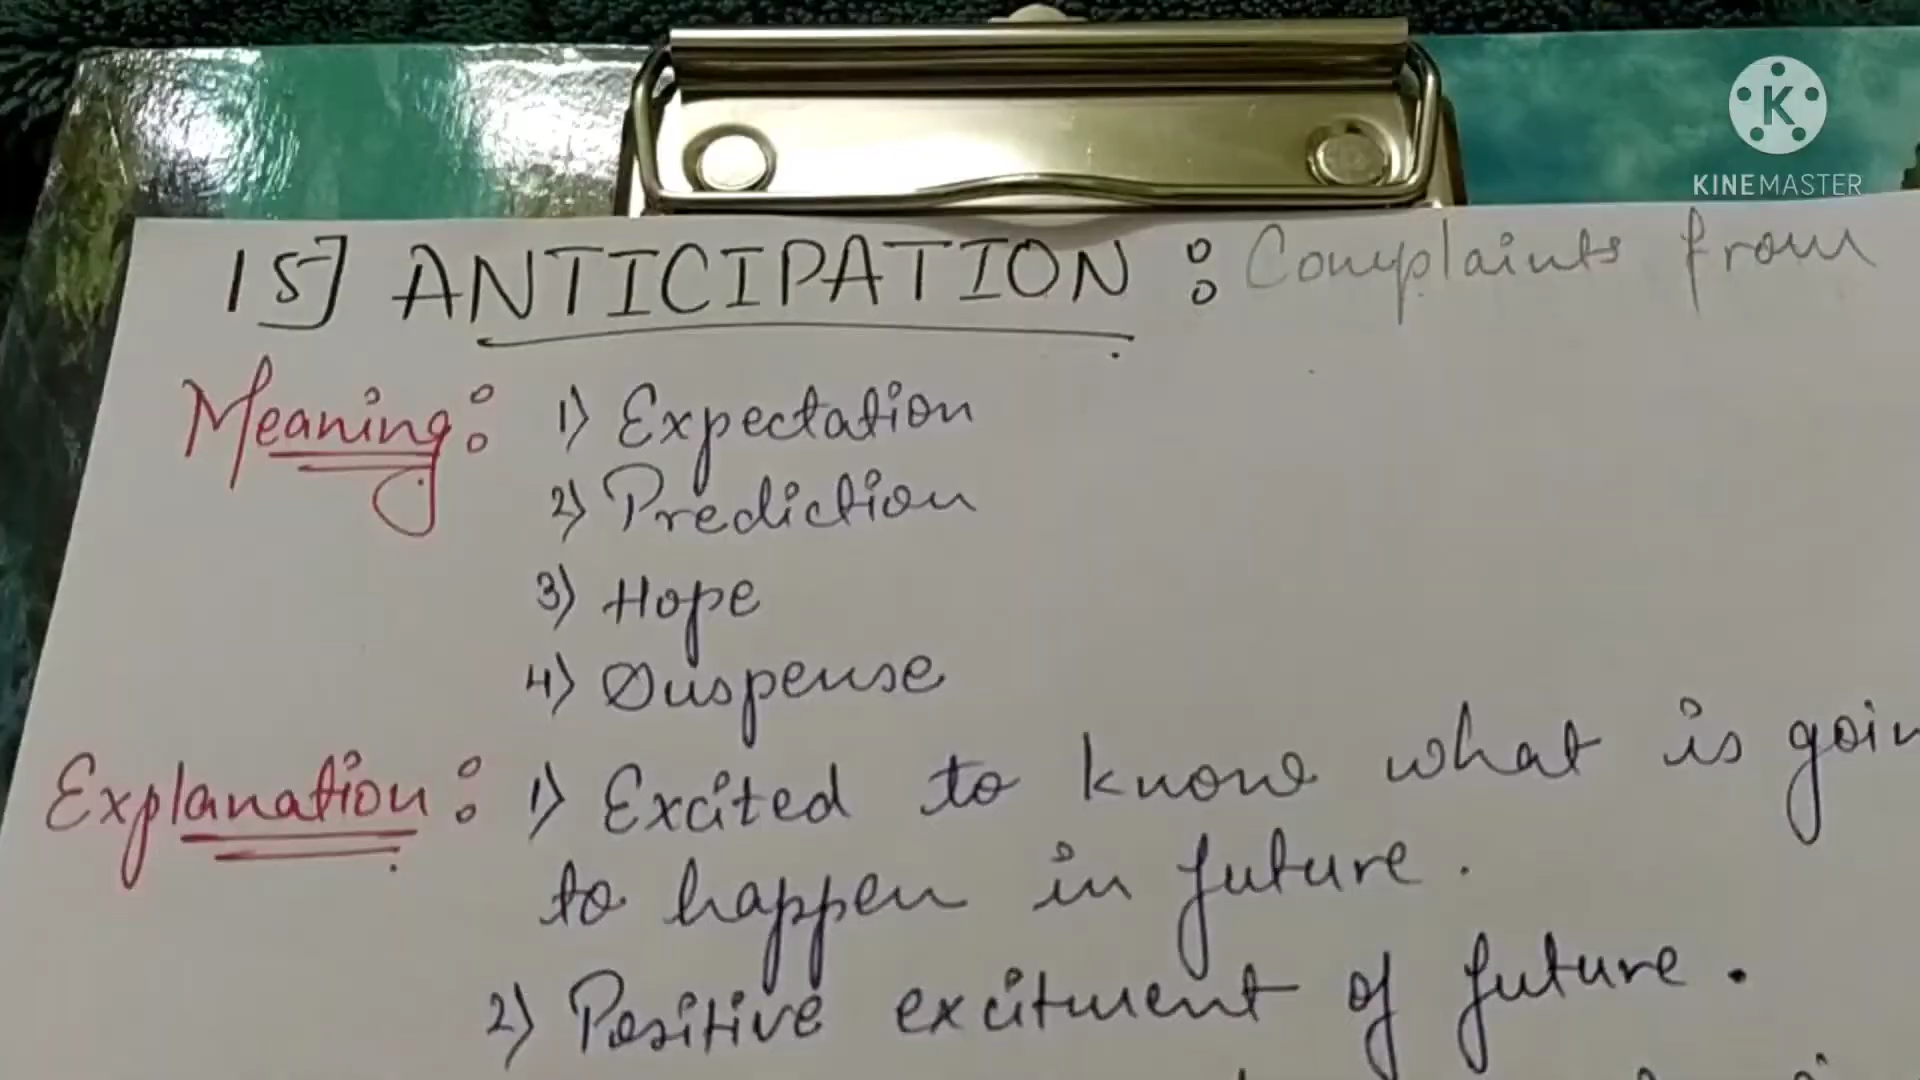 KINEMASTER
15] ANTICIPATION : Complaints from
Meaning : 1) Expectation
2) Prediction
3) Hope
4) Suspense
Explanation : 1) Excited to know what is goin
to happen in future.
2) Positive excitment of future.